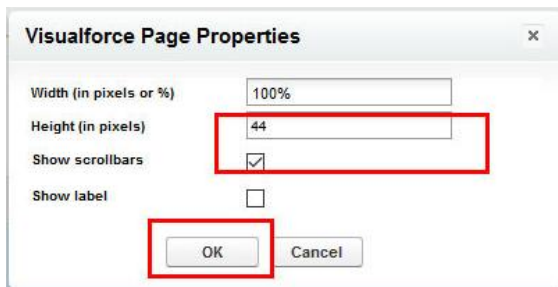 Visualforce Page Properties
Width (in pixels or %) 100%
Height (in pixels) 44
Show scrollbars
Show label
OK Cancel